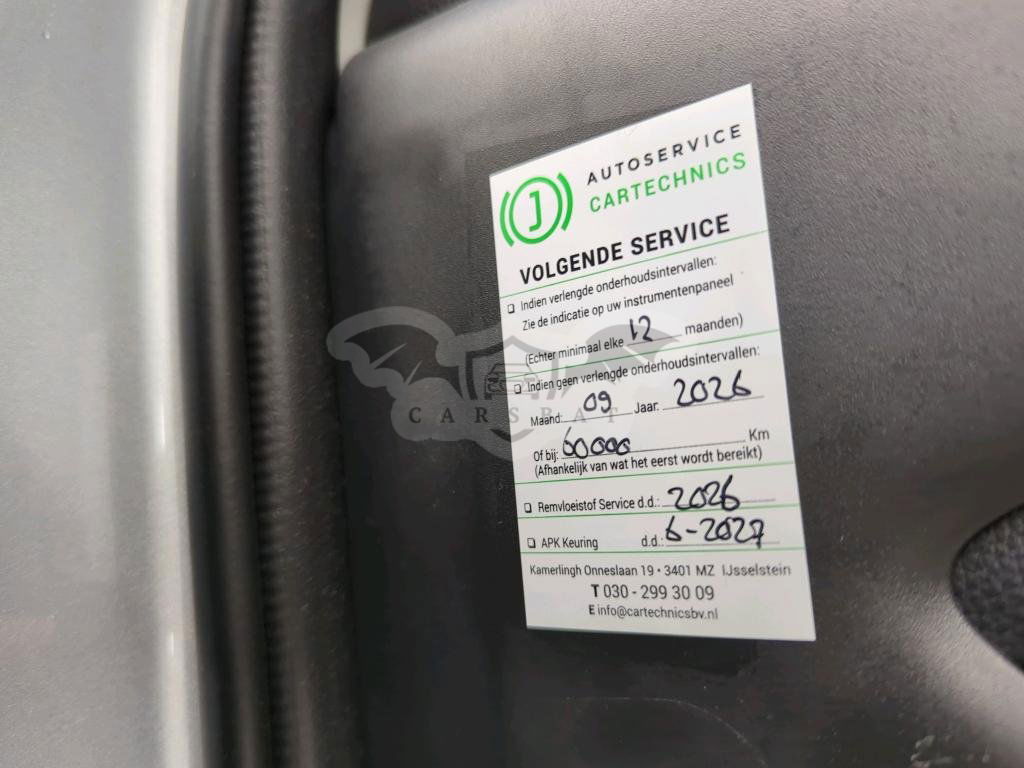 J
AUTOSERVICE
CARTECHNICS
VOLGENDE SERVICE
❑ Indien verlengde onderhoudsintervallen:
Zie de indicatie op uw instrumentenpaneel
(Echter minimaal elke 12 maanden)
❑ Indien geen verlengde onderhoudsintervallen:
Maand: 09 Jaar: 2026
Of bij: 60000 Km
(Afhankelijk van wat het eerst wordt bereikt)
❑ Remvloeistof Service d.d.: 2026
❑ APK Keuring d.d.: 6-2027
Kamerlingh Onneslaan 19 • 3401 MZ IJsselstein
T 030 - 299 30 09
E info@cartechnicsbv.nl
CARSBAT